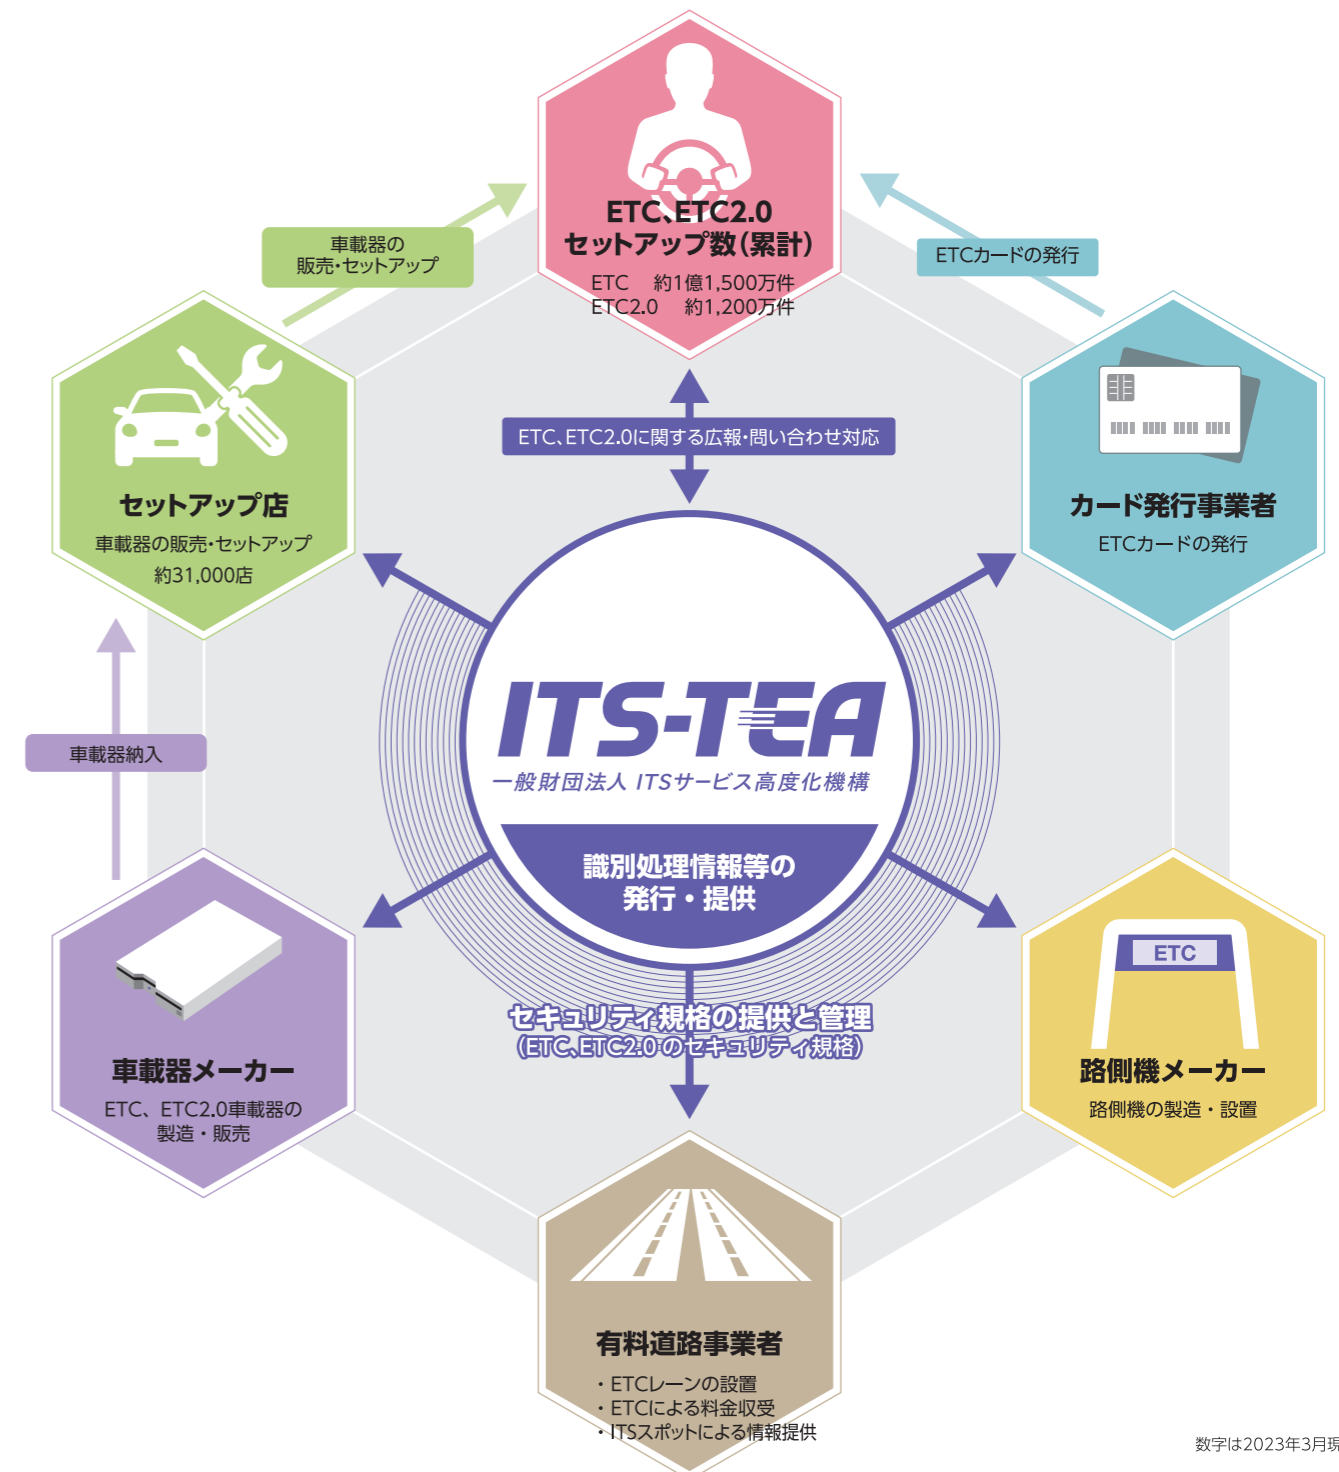 ETC、ETC2.0
セットアップ数(累計)
ETC 約1億1,500万件
ETC2.0 約1,200万件
車載器の
販売・セットアップ
ETCカードの発行
ETC、ETC2.0に関する広報・問い合わせ対応
セットアップ店
車載器の販売・セットアップ
約31,000店
カード発行事業者
ETCカードの発行
車載器納入
ITS-TEA
一般財団法人 ITSサービス高度化機構
識別処理情報等の
発行・提供
セキュリティ規格の提供と管理
(ETC、ETC2.0のセキュリティ規格)
車載器メーカー
ETC、ETC2.0車載器の
製造・販売
ETC
路側機メーカー
路側機の製造・設置
有料道路事業者
・ETCレーンの設置
・ETCによる料金収受
・ITSスポットによる情報提供
数字は2023年3月現